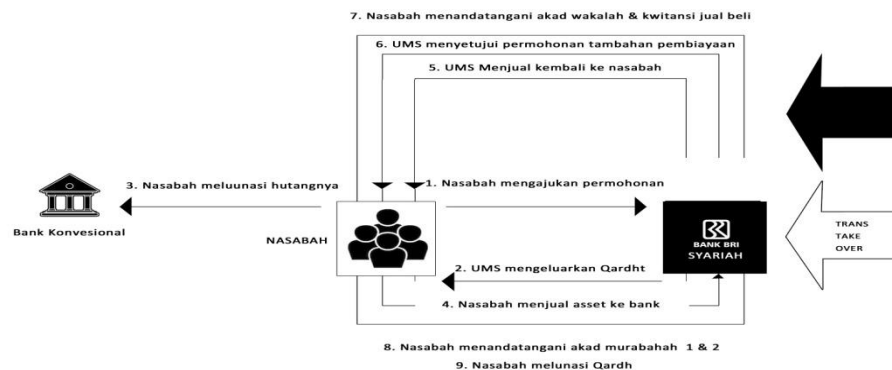 7. Nasabah menandatangani akad wakalah & kwitansi jual beli
6. UMS menyetujui permohonan tambahan pembiayaan
5. UMS Menjual kembali ke nasabah
3. Nasabah meluunasi hutangnya
1. Nasabah mengajukan permohonan
Bank Konvesional
NASABAH
BANK BRI
SYARIAH
TRANS
TAKE
OVER
2. UMS mengeluarkan Qardht
4. Nasabah menjual asset ke bank
8. Nasabah menandatangani akad murabahah 1 & 2
9. Nasabah melunasi Qardh